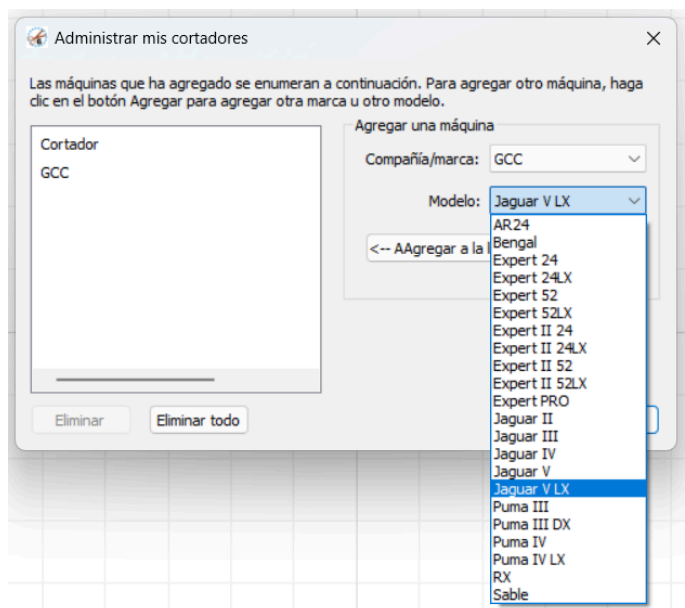 Administrar mis cortadores
Las máquinas que ha agregado se enumeran a continuación. Para agregar otro máquina, haga
clic en el botón Agregar para agregar otra marca u otro modelo.
Cortador
GCC
Eliminar
Eliminar todo
Agregar una máquina
Compañía/marca: GCC
Modelo: Jaguar V LX
<-- AAgregar a la l
AR24
Bengal
Expert 24
Expert 24LX
Expert 52
Expert 52LX
Expert II 24
Expert II 24LX
Expert II 52
Expert II 52LX
Expert PRO
Jaguar II
Jaguar III
Jaguar IV
Jaguar V
Jaguar V LX
Puma III
Puma III DX
Puma IV
Puma IV LX
RX
Sable